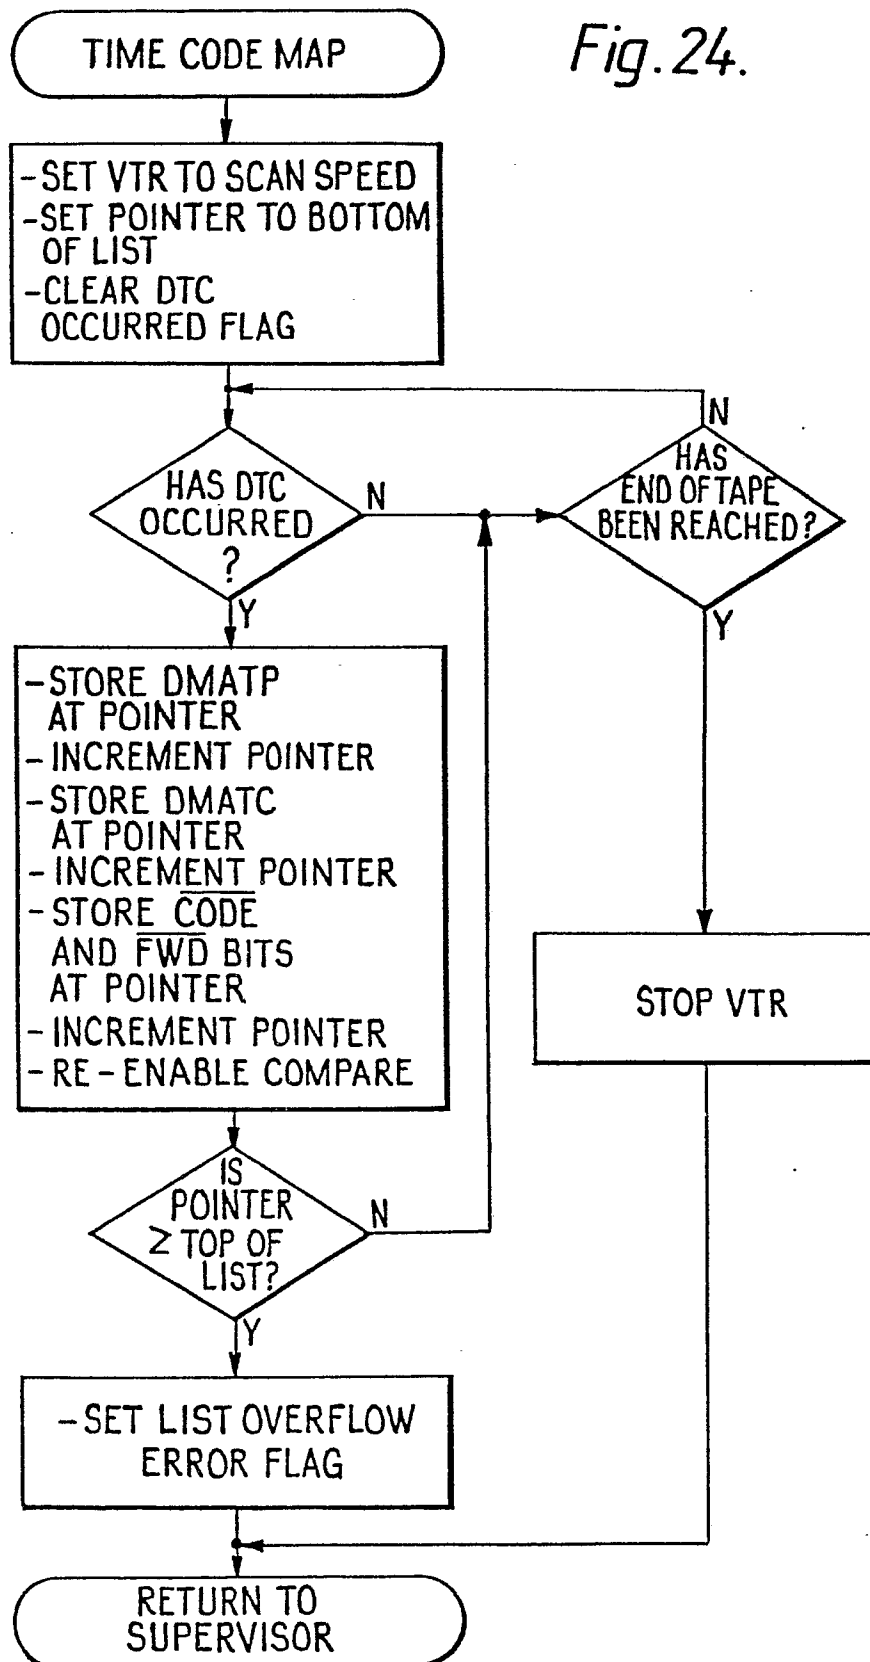 TIME CODE MAP
Fig. 24.
- SET VTR TO SCAN SPEED
- SET POINTER TO BOTTOM
OF LIST
- CLEAR DTC
OCCURRED FLAG
HAS DTC
OCCURRED
?
N
Y
HAS
END OF TAPE
BEEN REACHED?
N
Y
- STORE DMATP
AT POINTER
- INCREMENT POINTER
- STORE DMATC
AT POINTER
- INCREMENT POINTER
- STORE C̅O̅D̅E̅
AND F̅W̅D̅ BITS
AT POINTER
- INCREMENT POINTER
- RE-ENABLE COMPARE
STOP VTR
IS
POINTER
≥ TOP OF
LIST?
N
Y
- SET LIST OVERFLOW
ERROR FLAG
RETURN TO
SUPERVISOR